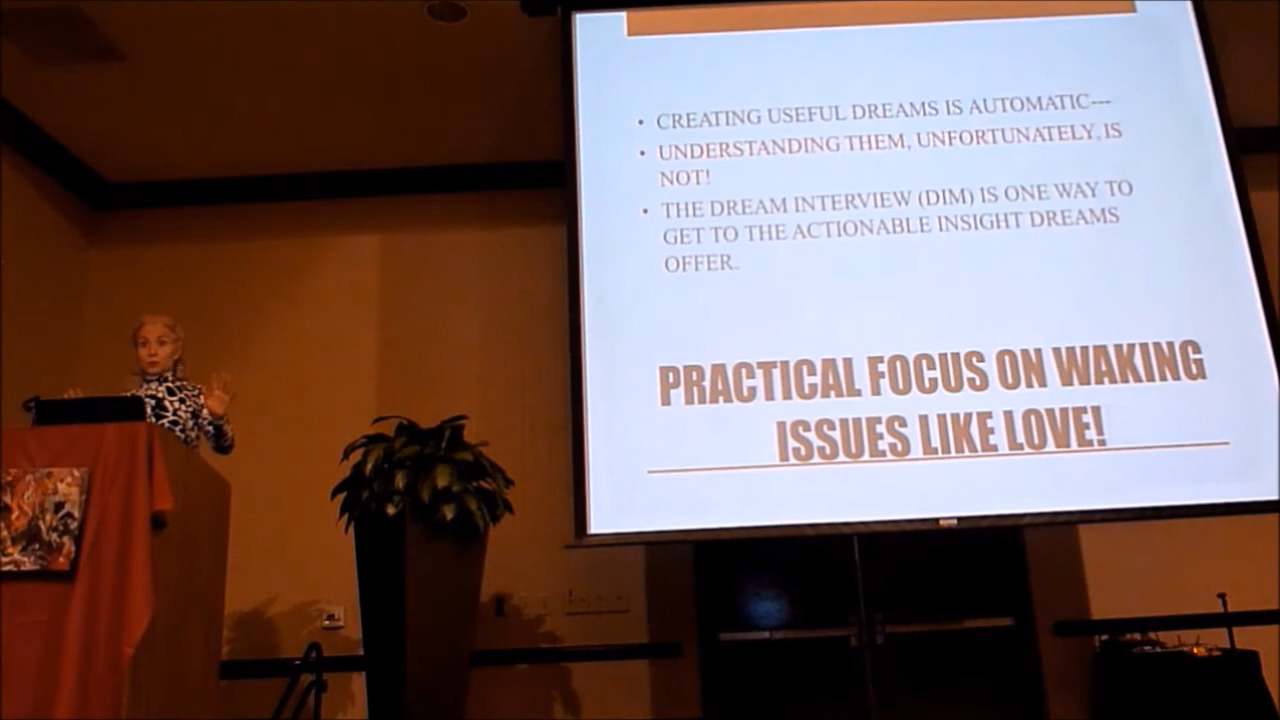 • CREATING USEFUL DREAMS IS AUTOMATIC---
• UNDERSTANDING THEM, UNFORTUNATELY, IS
NOT!
• THE DREAM INTERVIEW (DIM) IS ONE WAY TO
GET TO THE ACTIONABLE INSIGHT DREAMS
OFFER.
PRACTICAL FOCUS ON WAKING
ISSUES LIKE LOVE!